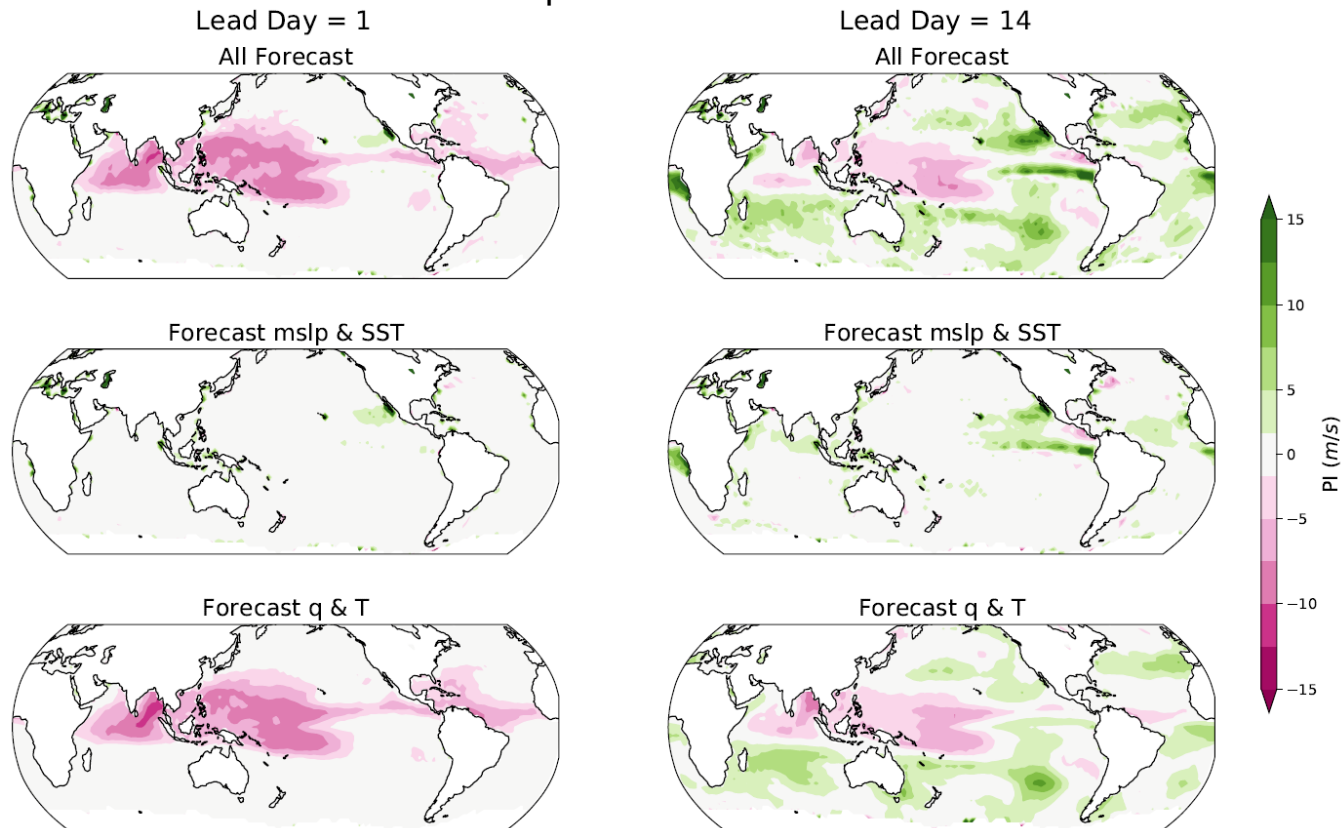 Lead Day = 1
Lead Day = 14
All Forecast
All Forecast
Forecast mslp & SST
Forecast mslp & SST
Forecast q & T
Forecast q & T
15
10
5
0
−5
−10
−15
PI (m/s)